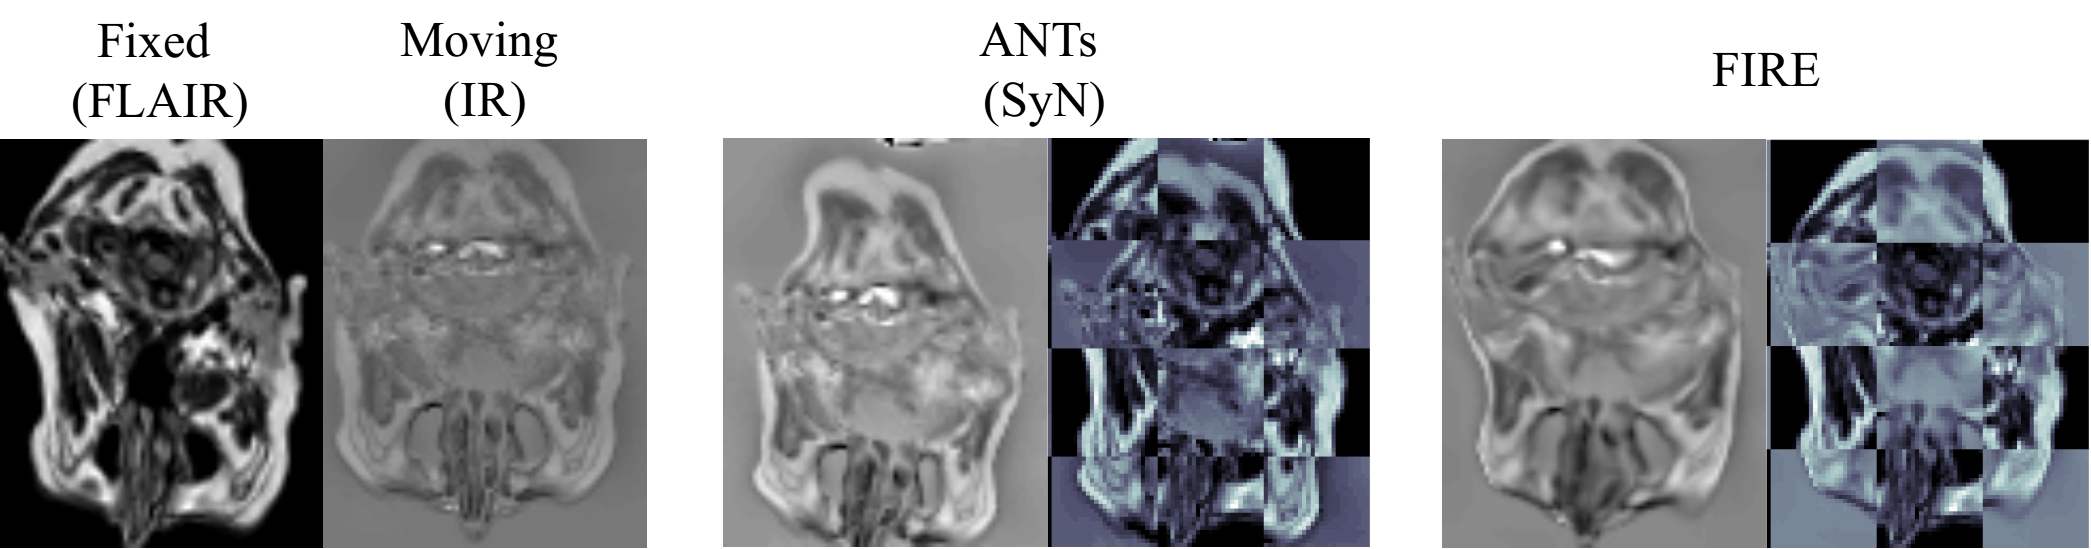 Fixed
(FLAIR)
Moving
(IR)
ANTs
(SyN)
FIRE